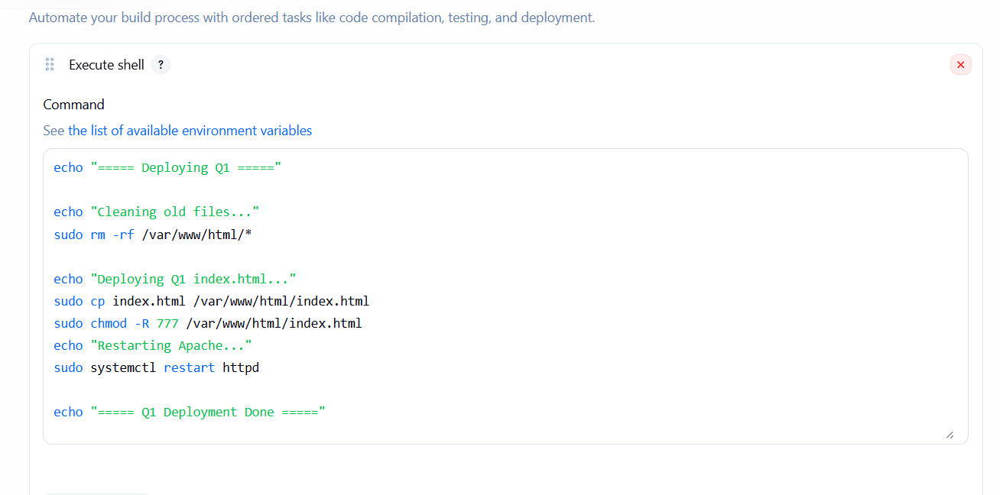 Automate your build process with ordered tasks like code compilation, testing, and deployment.
Execute shell ?
Command
See the list of available environment variables
echo "===== Deploying Q1 ====="
echo "Cleaning old files..."
sudo rm -rf /var/www/html/*
echo "Deploying Q1 index.html..."
sudo cp index.html /var/www/html/index.html
sudo chmod -R 777 /var/www/html/index.html
echo "Restarting Apache..."
sudo systemctl restart httpd
echo "===== Q1 Deployment Done ====="